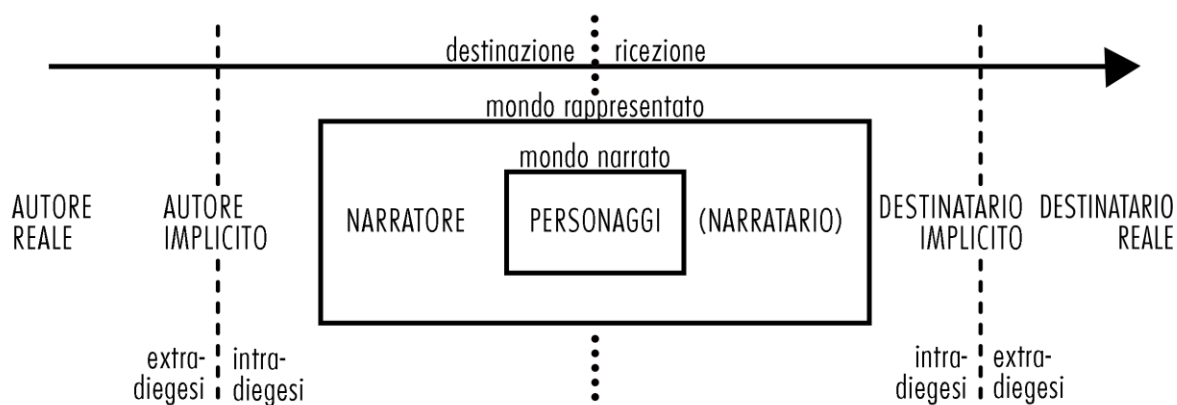 destinazione ricezione
mondo rappresentato
mondo narrato
AUTORE
REALE
AUTORE
IMPLICITO
NARRATORE
PERSONAGGI
(NARRATARIO)
DESTINATARIO
IMPLICITO
DESTINATARIO
REALE
extra-
diegesi
intra-
diegesi
intra-
diegesi
extra-
diegesi